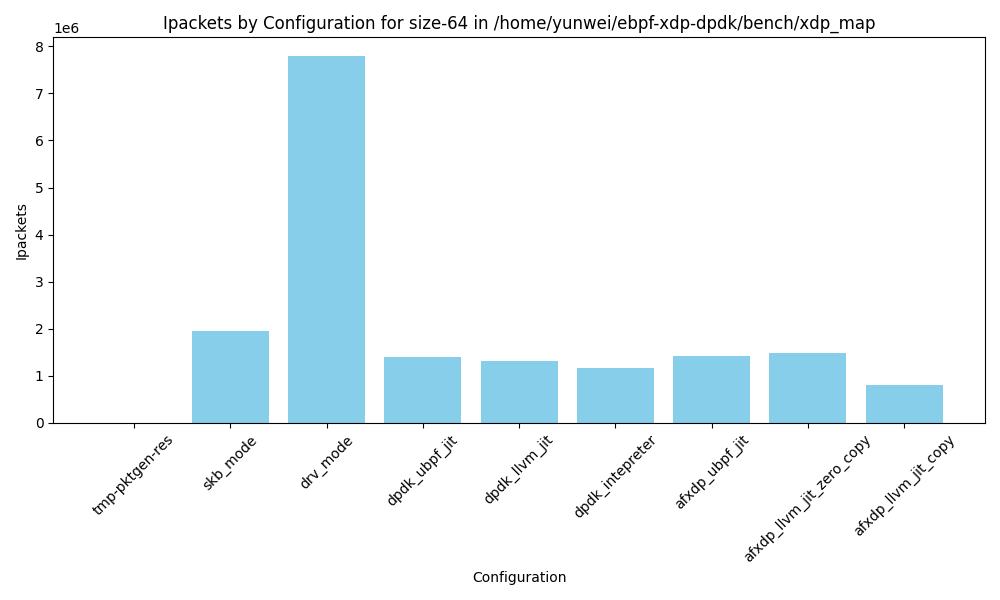 Ipackets by Configuration for size-64 in /home/yunwei/ebpf-xdp-dpdk/bench/xdp_map
1e6
8
7
6
5
4
3
2
1
0
Ipackets
tmp-pktgen-res
skb_mode
drv_mode
dpdk_ubpf_jit
dpdk_llvm_jit
dpdk_intepreter
afxdp_ubpf_jit
afxdp_llvm_jit_zero_copy
afxdp_llvm_jit_copy
Configuration